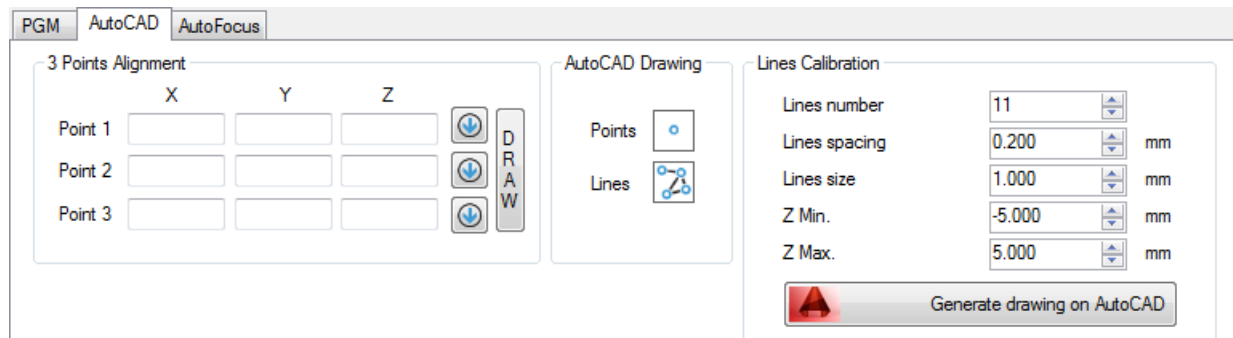 PGM AutoCAD AutoFocus
3 Points Alignment
X Y Z
Point 1
Point 2
Point 3
DRAW
AutoCAD Drawing
Points
Lines
Lines Calibration
Lines number 11
Lines spacing 0.200 mm
Lines size 1.000 mm
Z Min. -5.000 mm
Z Max. 5.000 mm
Generate drawing on AutoCAD